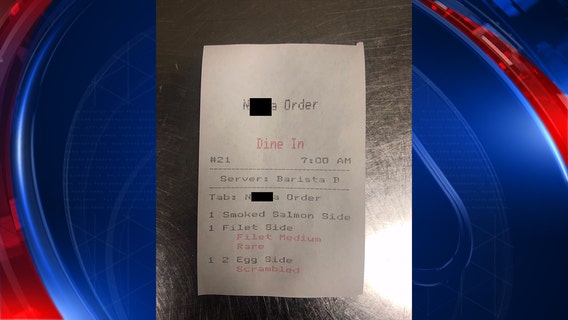 Order
Dine In
#21 7:00 AM
Server: Barista B
Tab: Order
1 Smoked Salmon Side
1 Filet Side
Filet Medium
Rare
1 2 Egg Side
Scrambled